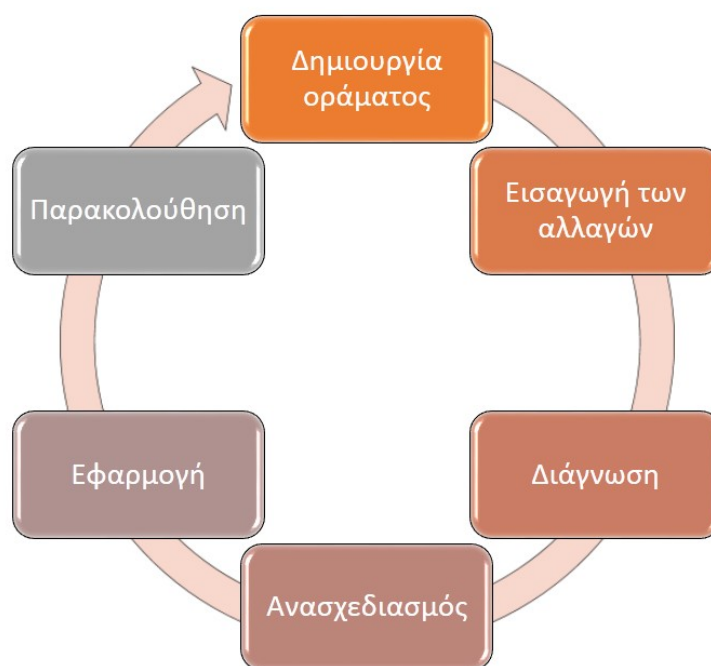 Δημιουργία
οράματος
Εισαγωγή των
αλλαγών
Διάγνωση
Ανασχεδιασμός
Εφαρμογή
Παρακολούθηση